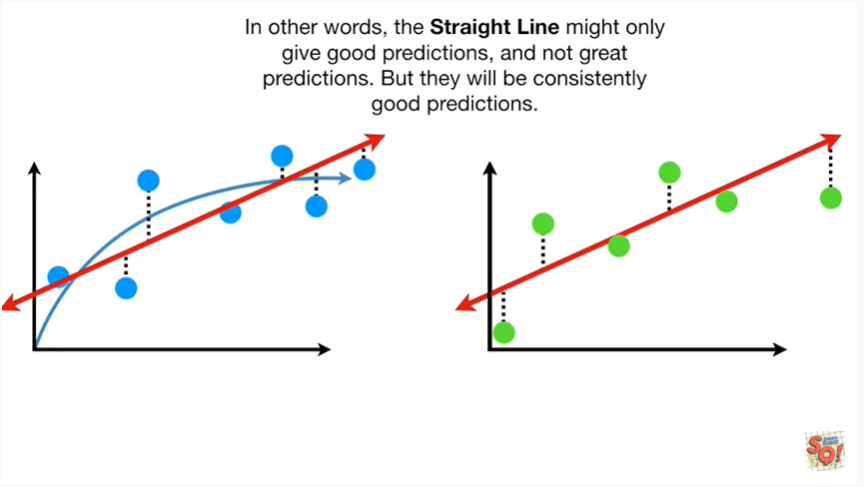 In other words, the Straight Line might only
give good predictions, and not great
predictions. But they will be consistently
good predictions.
SQ!